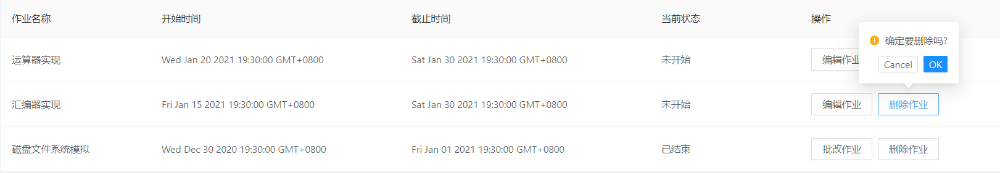 作业名称 开始时间 截止时间 当前状态 操作
确定要删除吗?
运算器实现 Wed Jan 20 2021 19:30:00 GMT+0800 Sat Jan 30 2021 19:30:00 GMT+0800 未开始 编辑作业
Cancel OK
汇编器实现 Fri Jan 15 2021 19:30:00 GMT+0800 Sat Jan 30 2021 19:30:00 GMT+0800 未开始 编辑作业 删除作业
磁盘文件系统模拟 Wed Dec 30 2020 19:30:00 GMT+0800 Fri Jan 01 2021 19:30:00 GMT+0800 已结束 批改作业 删除作业